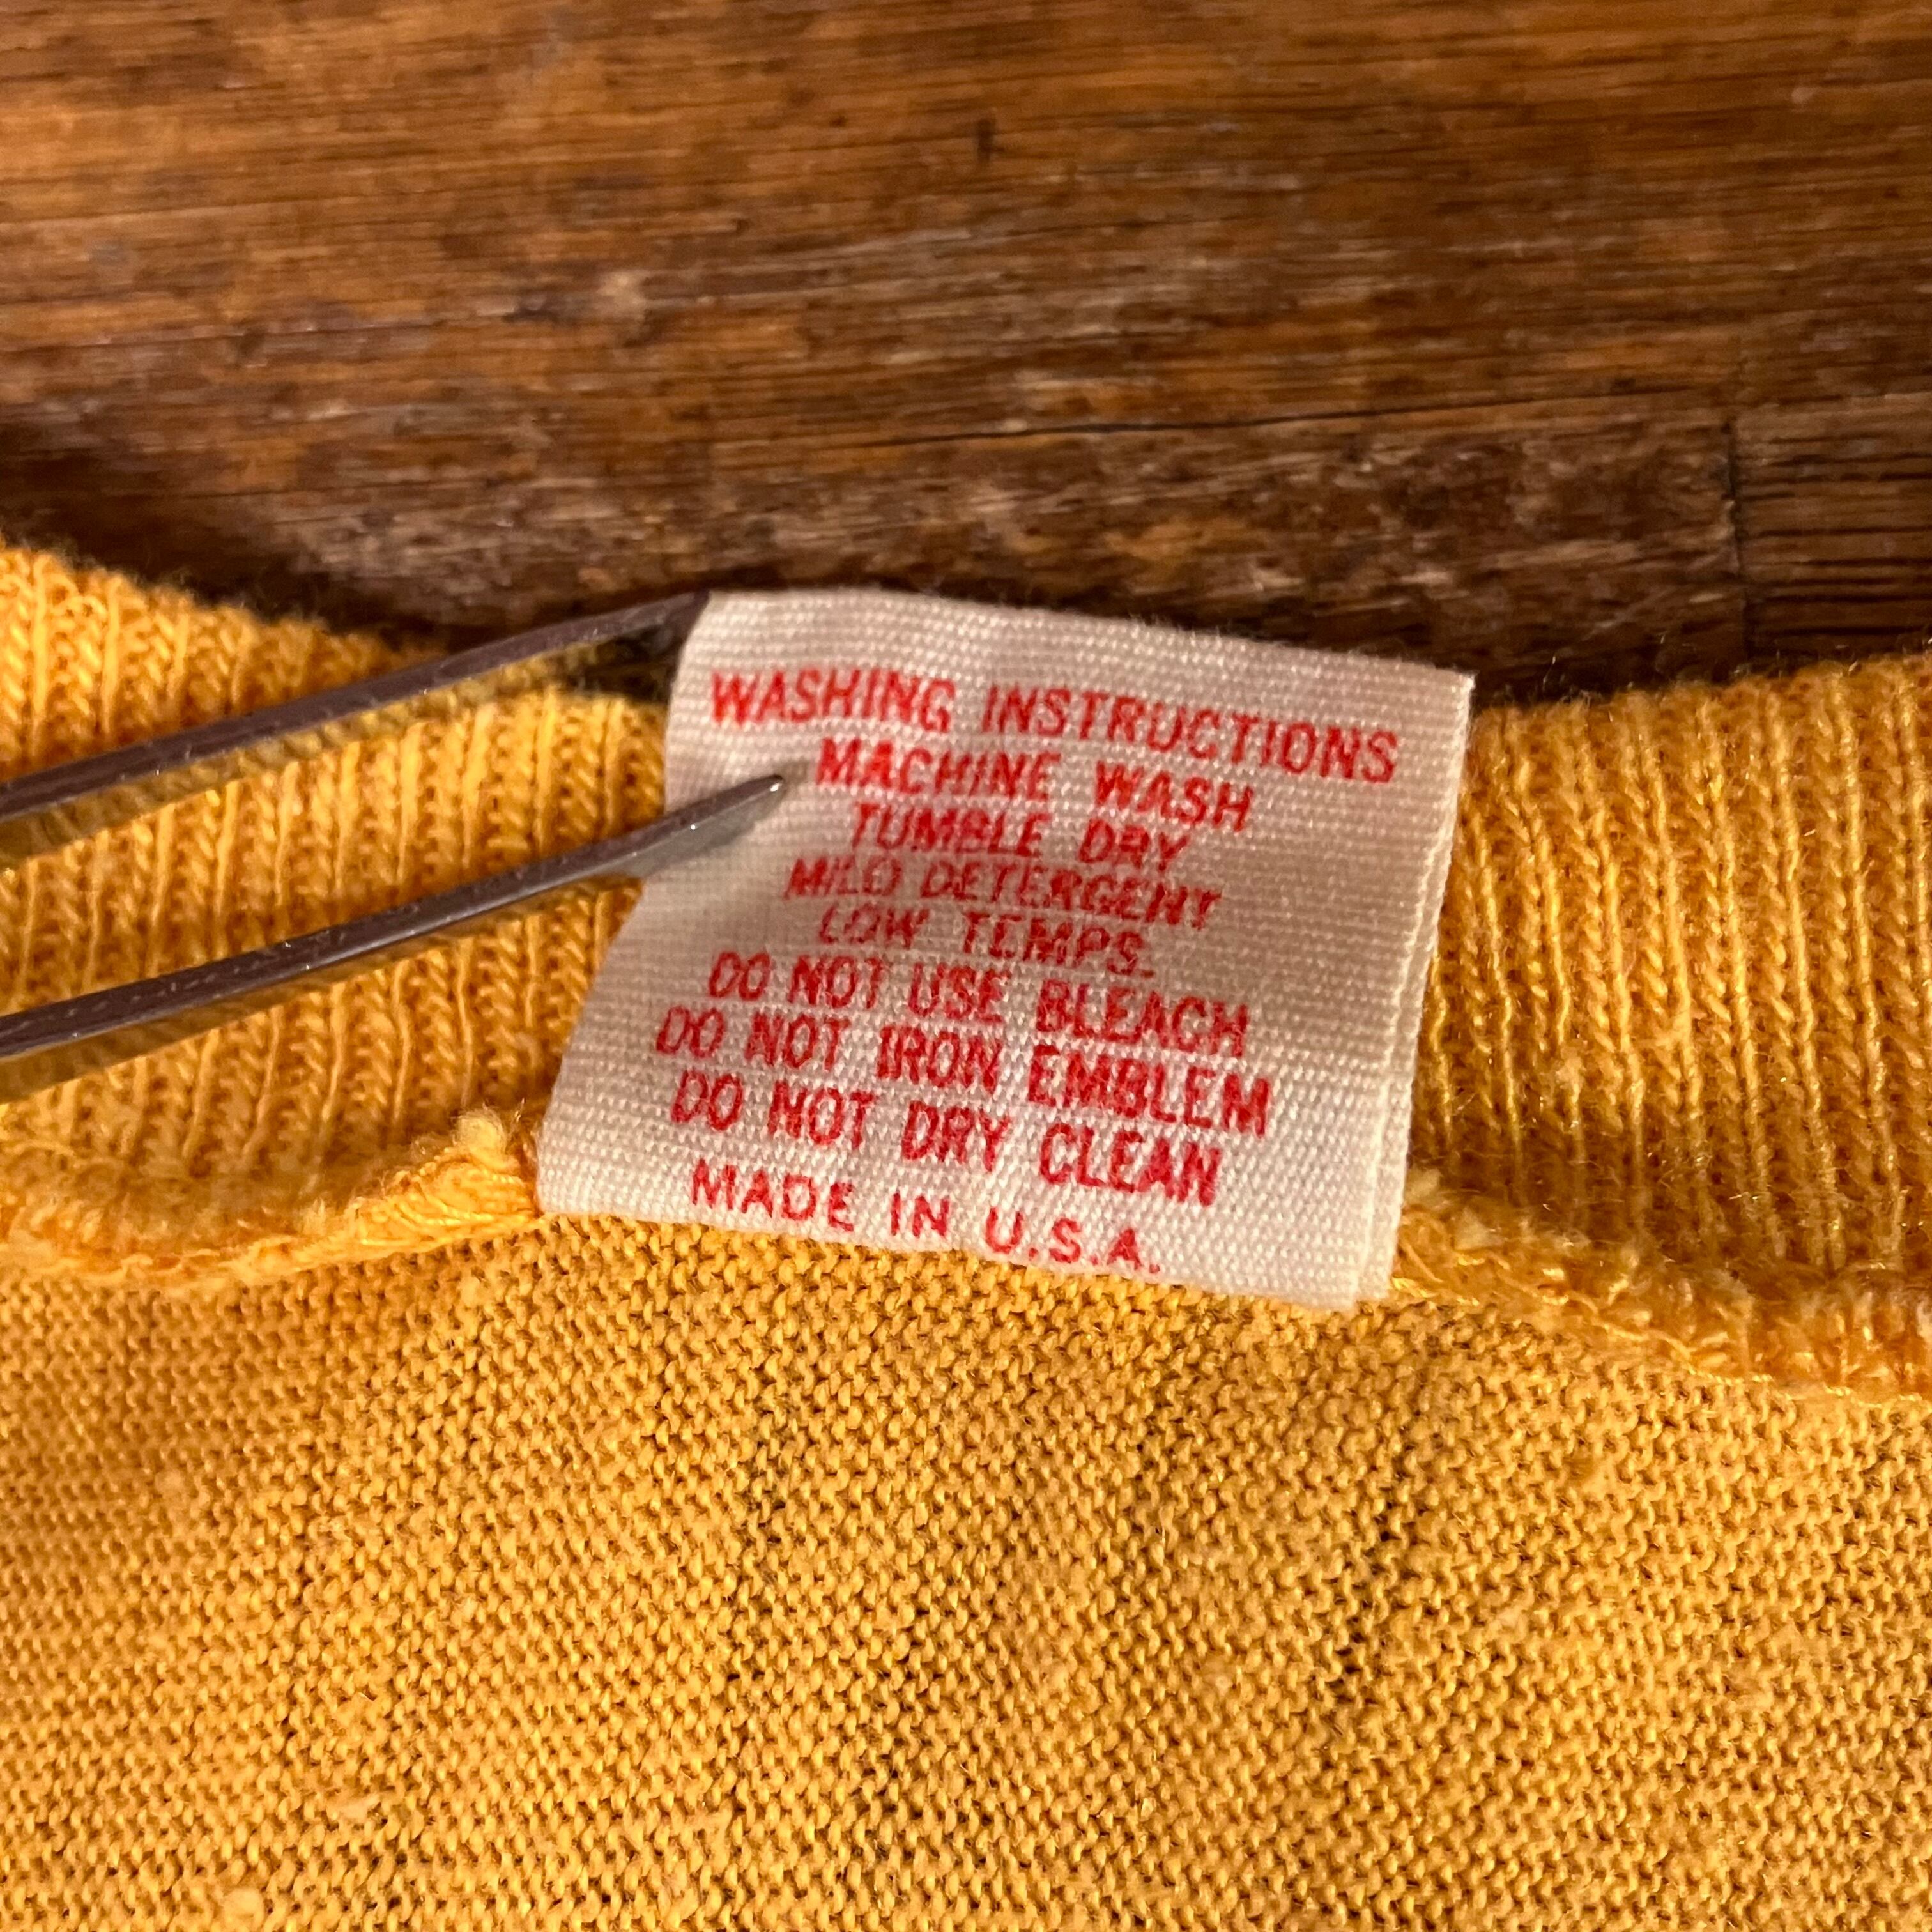 WASHING INSTRUCTIONS
MACHINE WASH
TUMBLE DRY
MILD DETERGENT
LOW TEMPS.
DO NOT USE BLEACH
DO NOT IRON EMBLEM
DO NOT DRY CLEAN
MADE IN U.S.A.